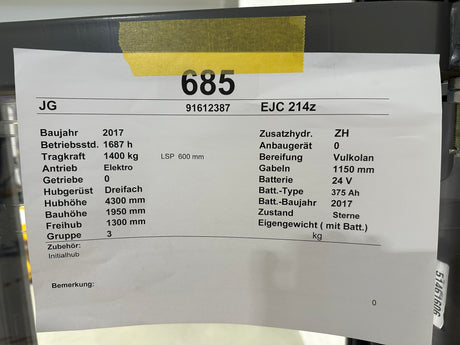 685
JG 91612387 EJC 214z
Baujahr 2017 Zusatzhydr. ZH
Betriebsstd. 1687 h Anbaugerät 0
Tragkraft 1400 kg LSP 600 mm Bereifung Vulkolan
Antrieb Elektro Gabeln 1150 mm
Getriebe 0 Batterie 24 V
Hubgerüst Dreifach Batt.-Type 375 Ah
Hubhöhe 4300 mm Batt.-Baujahr 2017
Bauhöhe 1950 mm Zustand Sterne
Freihub 1300 mm Eigengewicht ( mit Batt.)
Gruppe 3 kg
Zubehör:
Initialhub
Bemerkung:
0
51461606